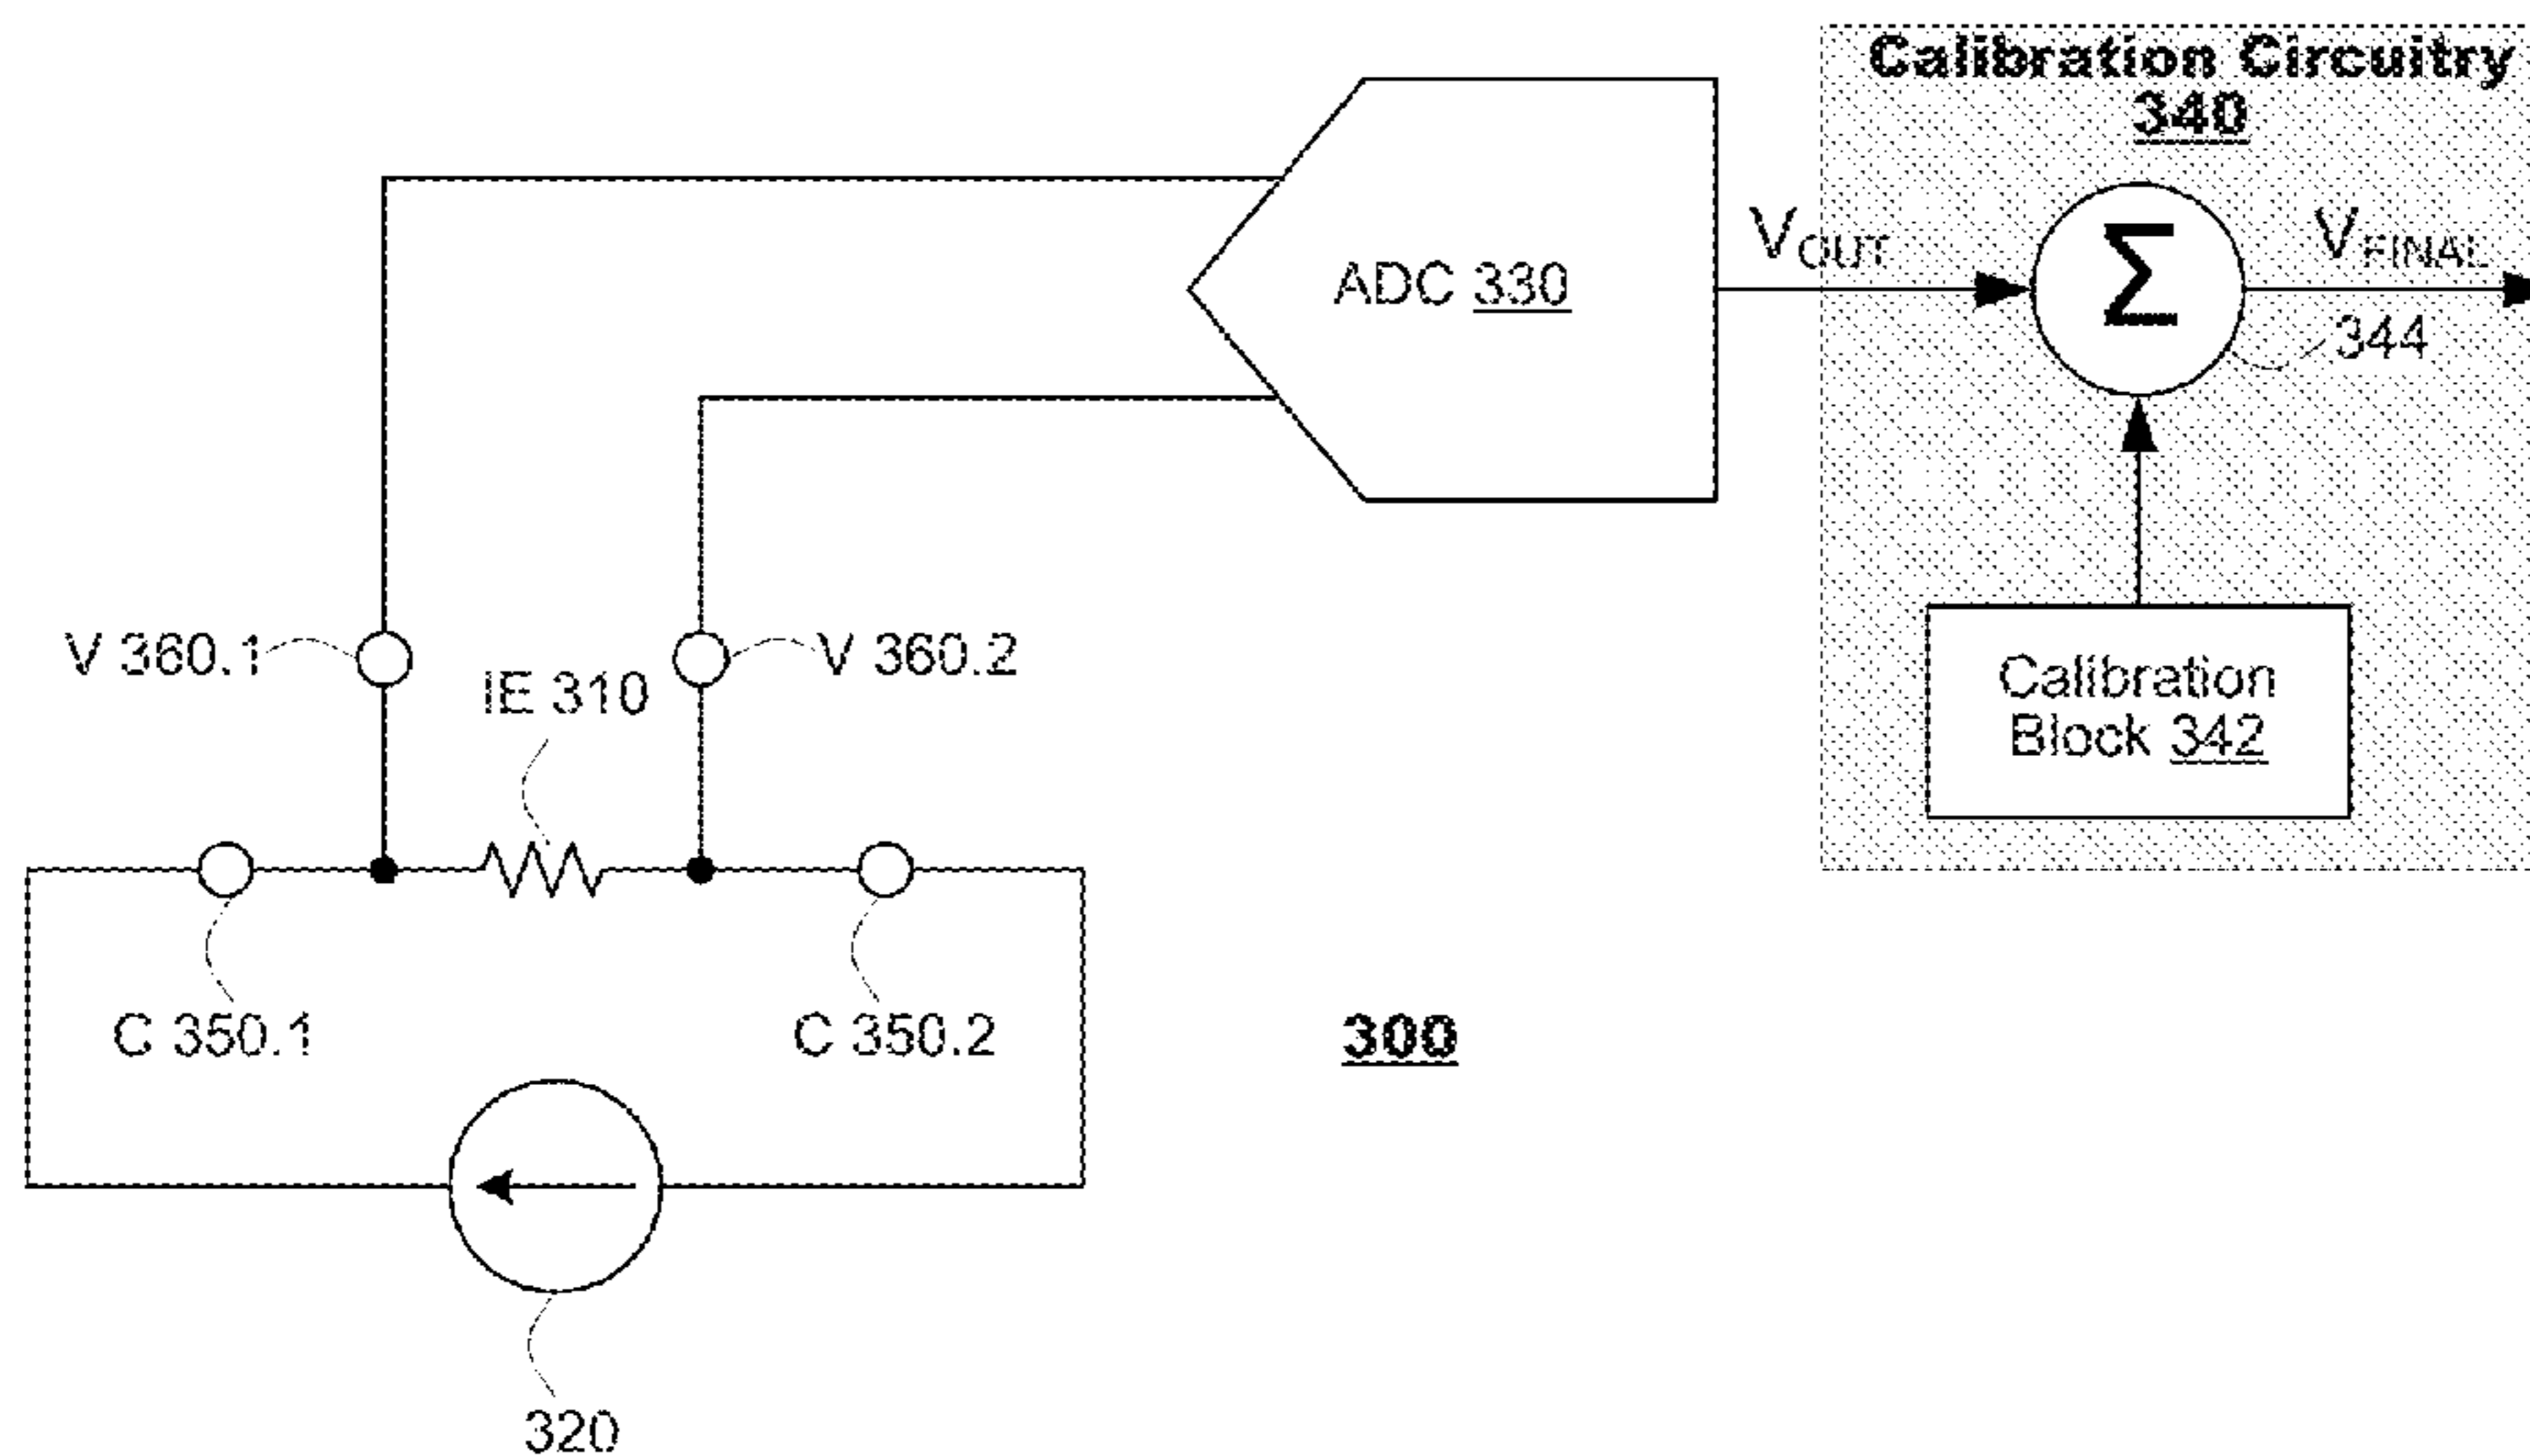 Calibration Circuitry
340
ADC 330
VOUT
Σ
VFINAL
344
V 360.1
V 360.2
IE 310
Calibration
Block 342
C 350.1
C 350.2
300
320